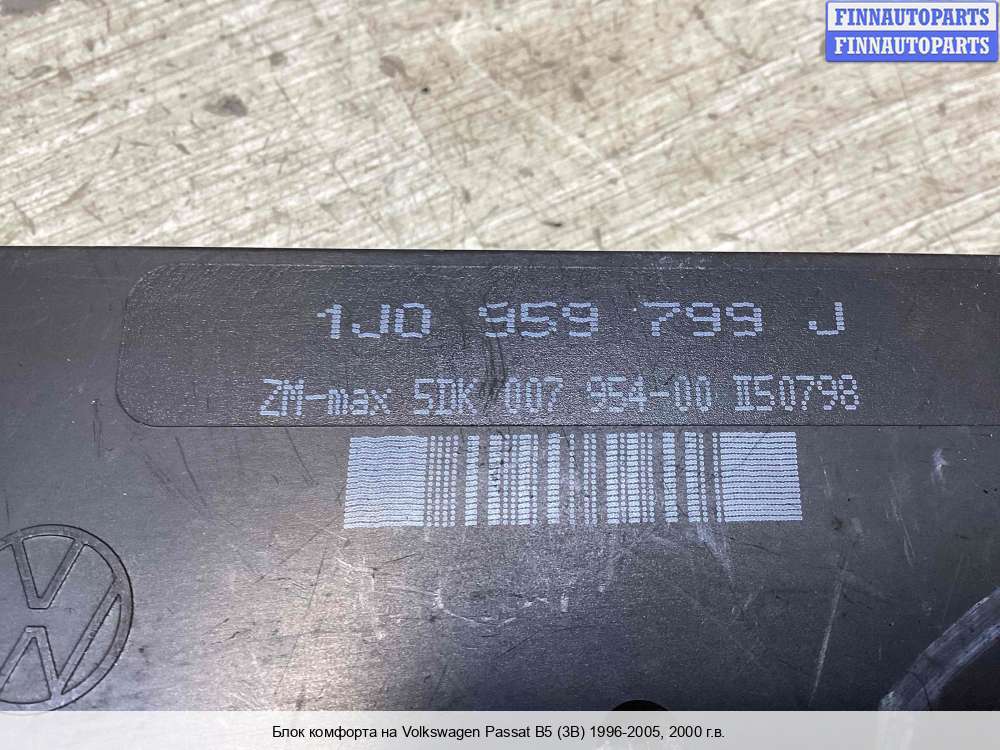 FINNAUTOPARTS
FINNAUTOPARTS
1J0 959 799 J
ZM-max 5DK 007 954-00 II50798
Блок комфорта на Volkswagen Passat B5 (3B) 1996-2005, 2000 г.в.